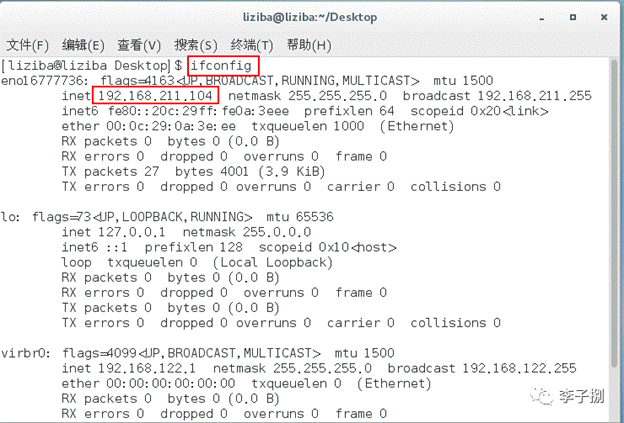 liziba@liziba:~/Desktop
文件(F) 编辑(E) 查看(V) 搜索(S) 终端(T) 帮助(H)
[liziba@liziba Desktop]$ ifconfig
eno16777736: flags=4163<UP,BROADCAST,RUNNING,MULTICAST> mtu 1500
inet 192.168.211.104 netmask 255.255.255.0 broadcast 192.168.211.255
inet6 fe80::20c:29ff:fe0a:3eee prefixlen 64 scopeid 0x20<link>
ether 00:0c:29:0a:3e:ee txqueuelen 1000 (Ethernet)
RX packets 0 bytes 0 (0.0 B)
RX errors 0 dropped 0 overruns 0 frame 0
TX packets 27 bytes 4001 (3.9 KiB)
TX errors 0 dropped 0 overruns 0 carrier 0 collisions 0
lo: flags=73<UP,LOOPBACK,RUNNING> mtu 65536
inet 127.0.0.1 netmask 255.0.0.0
inet6 ::1 prefixlen 128 scopeid 0x10<host>
loop txqueuelen 0 (Local Loopback)
RX packets 0 bytes 0 (0.0 B)
RX errors 0 dropped 0 overruns 0 frame 0
TX packets 0 bytes 0 (0.0 B)
TX errors 0 dropped 0 overruns 0 carrier 0 collisions 0
virbr0: flags=4099<UP,BROADCAST,MULTICAST> mtu 1500
inet 192.168.122.1 netmask 255.255.255.0 broadcast 192.168.122.255
ether 00:00:00:00:00:00 txqueuelen 0 (Ethernet)
RX packets 0 bytes 0 (0.0 B)
RX errors 0 dropped 0 overruns 0 frame 0
李子捌